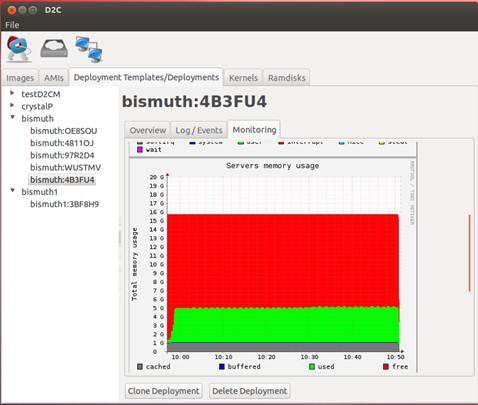 D2C
File
Images AMIs Deployment Templates/Deployments Kernels Ramdisks
testD2CM
crystalP
bismuth
bismuth:OE8SOU
bismuth:4811OJ
bismuth:97R2D4
bismuth:WUSTMV
bismuth:4B3FU4
bismuth1
bismuth1:3BF8H9
bismuth:4B3FU4
Overview Log / Events Monitoring
softirq system user interrupt nice steal
wait
Servers memory usage
Total memory usage
20 G
19 G
18 G
17 G
16 G
15 G
14 G
13 G
12 G
11 G
10 G
9 G
8 G
7 G
6 G
5 G
4 G
3 G
2 G
1 G
0
10:00 10:10 10:20 10:30 10:40 10:50
cached buffered used free
RRDTOOL / TOBI OETIKER
Clone Deployment Delete Deployment